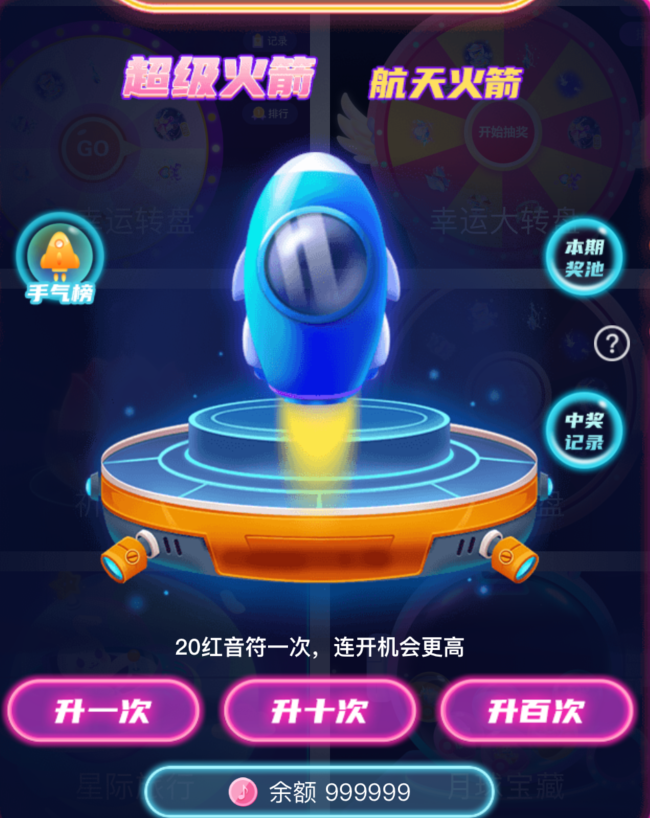 记录
超级火箭
航天火箭
排行
GO
开始抽奖
幸运转盘
幸运大转盘
本期
奖池
手气榜
?
中奖
记录
盘
20红音符一次，连开机会更高
升一次
升十次
升百次
星际旅行
月球宝藏
余额 999999